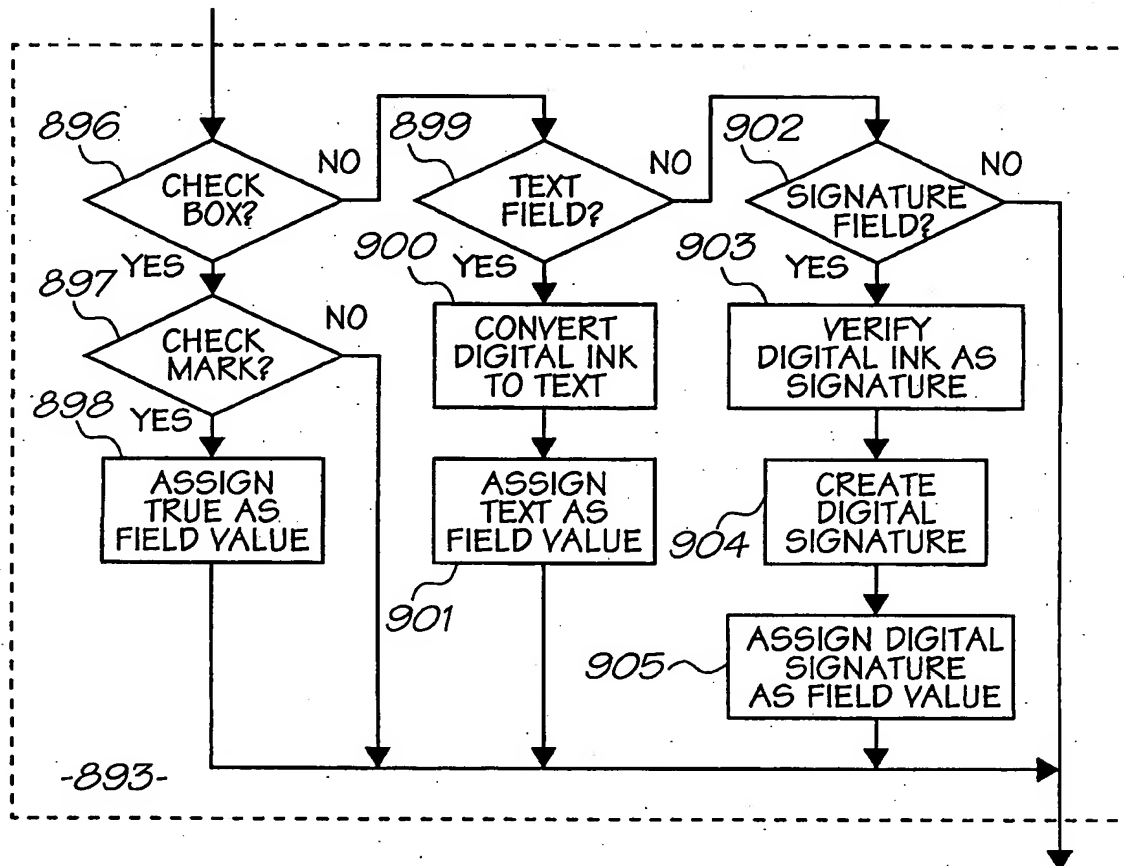 896
CHECK
BOX?
NO
YES
897
CHECK
MARK?
NO
YES
898
ASSIGN
TRUE AS
FIELD VALUE
899
TEXT
FIELD?
NO
YES
900
CONVERT
DIGITAL INK
TO TEXT
ASSIGN
TEXT AS
FIELD VALUE
901
902
SIGNATURE
FIELD?
NO
YES
903
VERIFY
DIGITAL INK AS
SIGNATURE
CREATE
DIGITAL
SIGNATURE
904
ASSIGN DIGITAL
SIGNATURE
AS FIELD VALUE
905
-893-